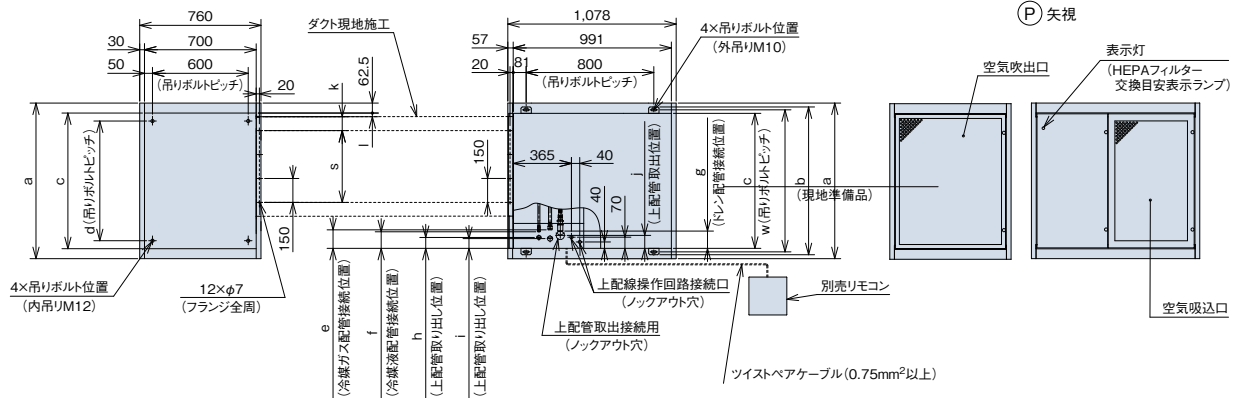 760
30
700
50
600
(吊りボルトピッチ)
20
62.5
k
l
s
a
c
d(吊りボルトピッチ)
150
150
4×吊りボルト位置
(内吊りM12)
12×φ7
(フランジ全周)
ダクト現地施工
1,078
57
991
20
81
800
(吊りボルトピッチ)
4×吊りボルト位置
(外吊りM10)
365
40
40
70
j
(上配管取出位置)
g
(ドレン配管接続位置)
c
w(吊りボルトピッチ)
b
a
(現地準備品)
e
(冷媒ガス配管接続位置)
f
(冷媒液配管接続位置)
h
(上配管取り出し位置)
i
(上配管取り出し位置)
上配線操作回路接続口
(ノックアウト穴)
上配管取出接続用
(ノックアウト穴)
別売リモコン
ツイストペアケーブル(0.75mm²以上)
P 矢視
空気吹出口
表示灯
(HEPAフィルター
交換目安表示ランプ)
空気吸込口